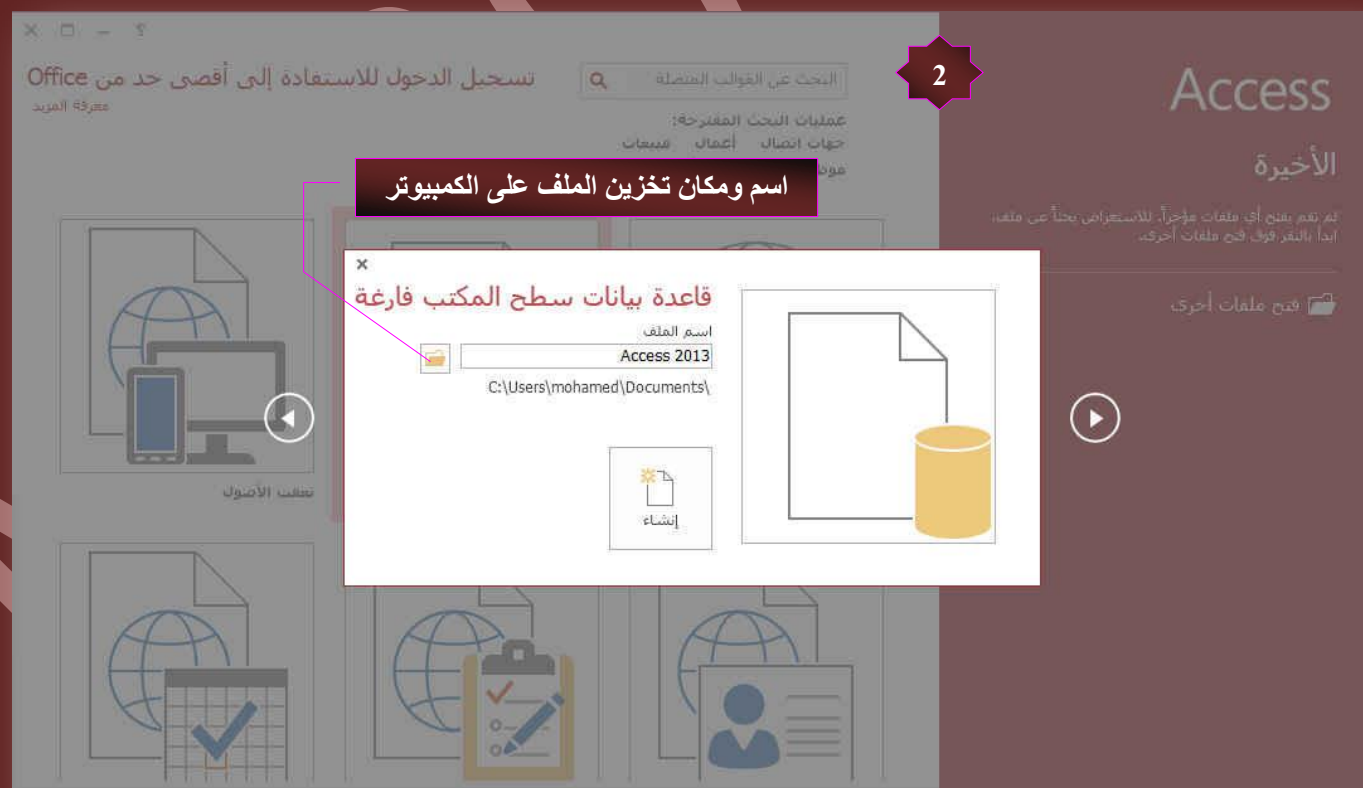 Access
الأخيرة
لم تقم بفتح أي ملفات مؤخراً. للاستعراض بحثاً عن ملف،
ابدأ بالنقر فوق فتح ملفات أخرى.
فتح ملفات أخرى
2
البحث عن القوالب المتصلة
تسجيل الدخول للاستفادة إلى أقصى حد من Office
معرفة المزيد
عمليات البحث المقترحة:
جهات اتصال أعمال مبيعات
اسم ومكان تخزين الملف على الكمبيوتر
قاعدة بيانات سطح المكتب فارغة
اسم الملف
Access 2013
C:\Users\mohamed\Documents\
إنشاء
تعقب الأصول